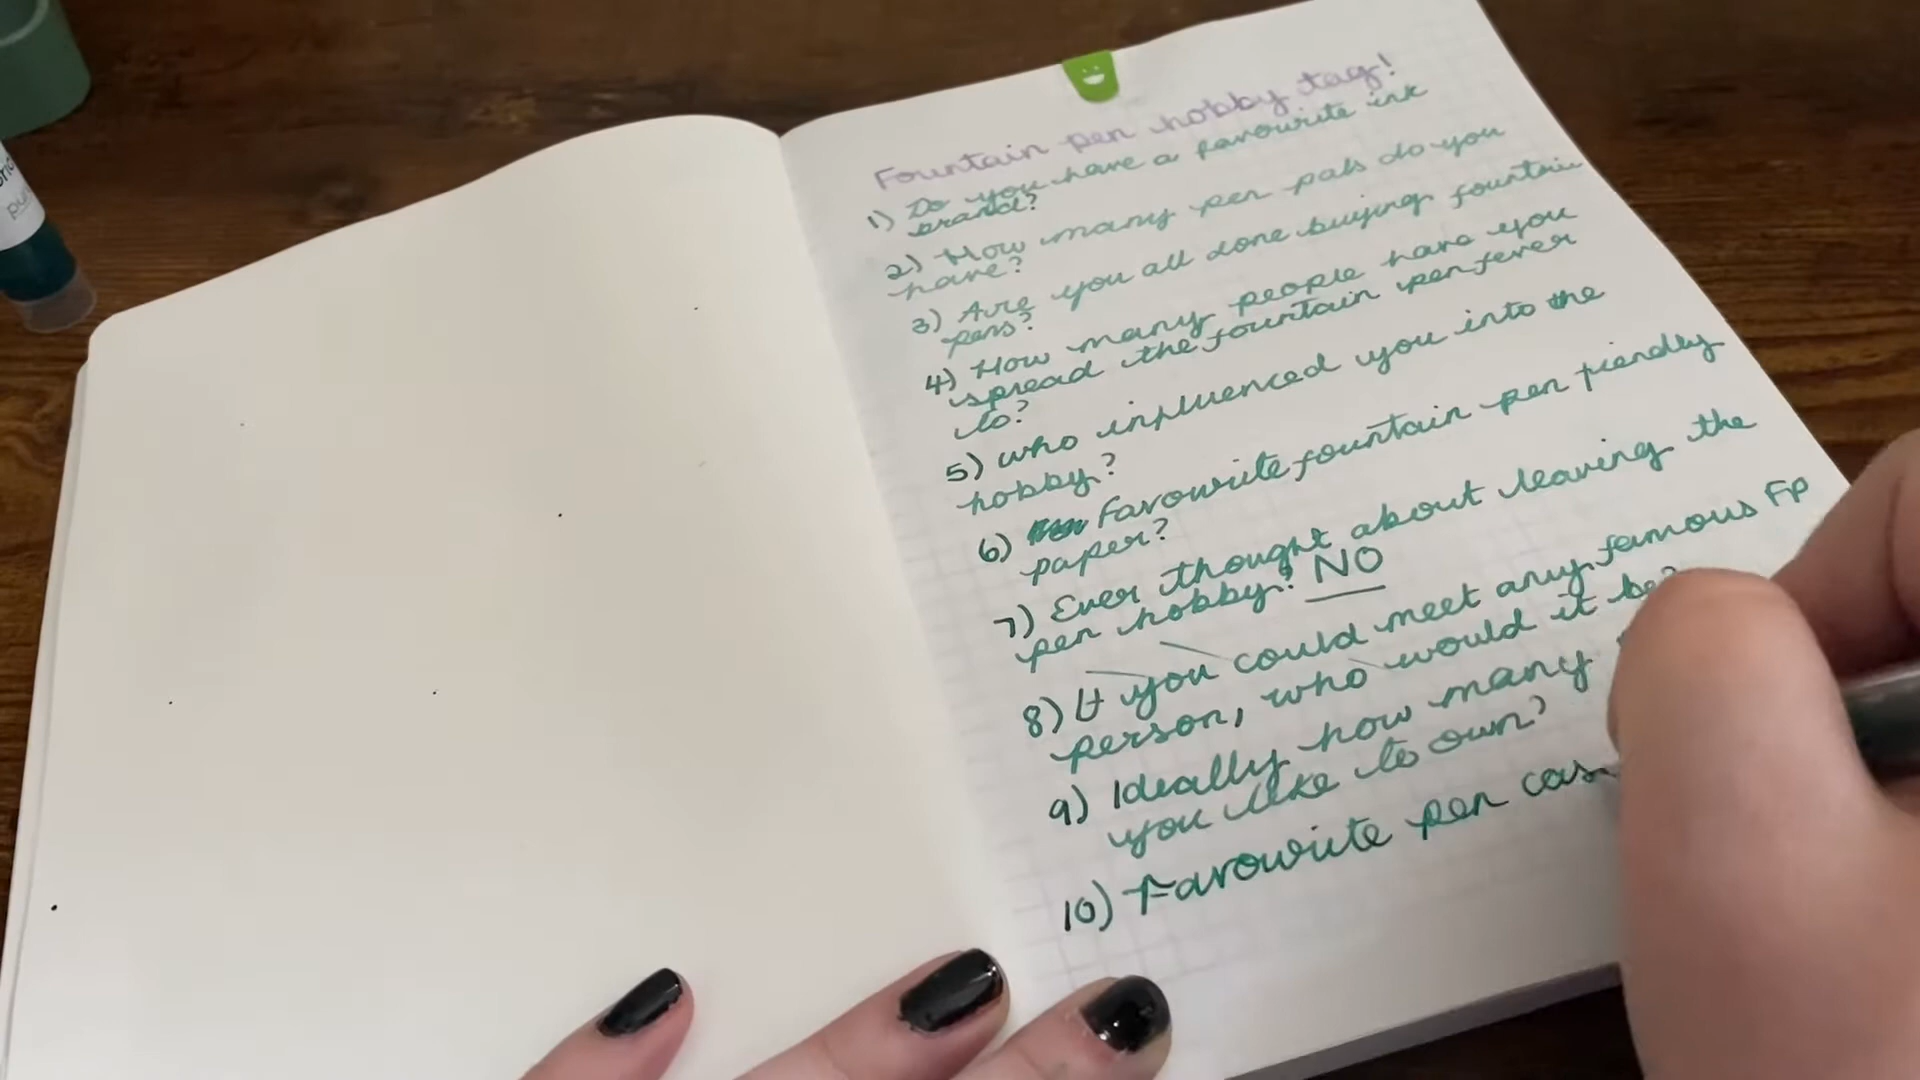 Fountain pen hobby tag!
1) Do you have a favourite ink
brand?
2) How many pen pals do you
have?
3) Are you all done buying fountain
pens?
4) How many people have you
spread the fountain pen fever
to?
5) who influenced you into the
hobby?
6) Favourite fountain pen friendly
paper?
7) Ever thought about leaving the
pen hobby? NO
8) If you could meet any famous FP
person, who would it be?
9) Ideally how many
you like to own?
10) Favourite pen cas